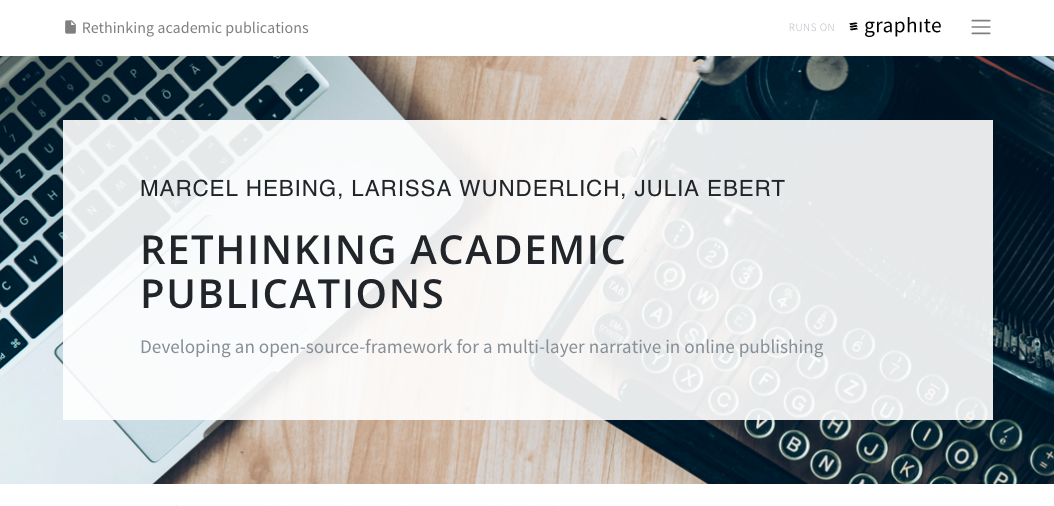 Rethinking academic publications
RUNS ON graphite
MARCEL HEBING, LARISSA WUNDERLICH, JULIA EBERT
RETHINKING ACADEMIC
PUBLICATIONS
Developing an open-source-framework for a multi-layer narrative in online publishing